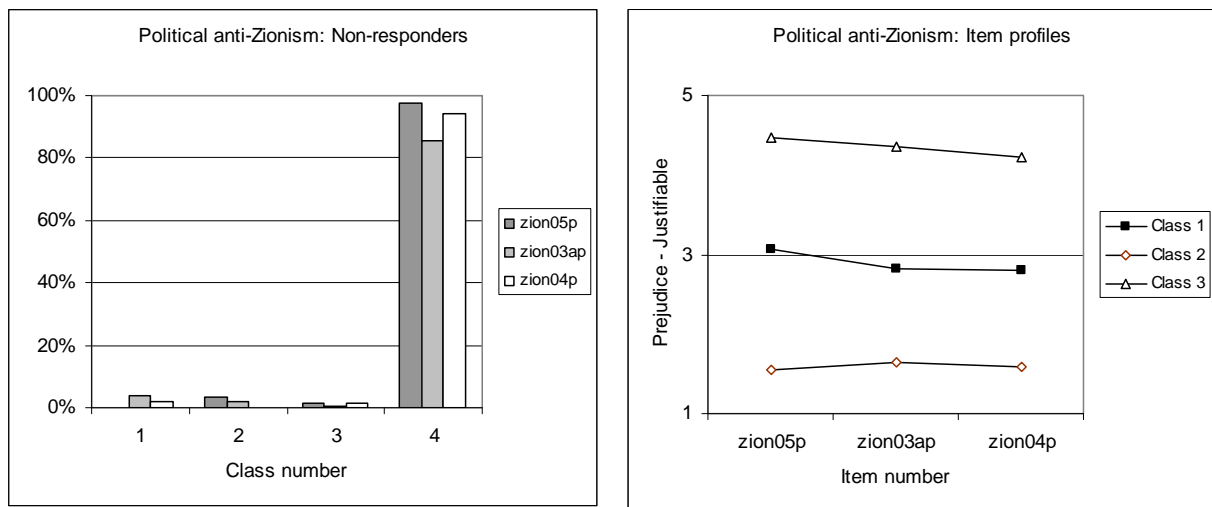 Political anti-Zionism: Non-responders
100%
80%
60%
40%
20%
0%
1 2 3 4
Class number
zion05p
zion03ap
zion04p
Political anti-Zionism: Item profiles
Prejudice - Justifiable
5
3
1
zion05p zion03ap zion04p
Item number
Class 1
Class 2
Class 3